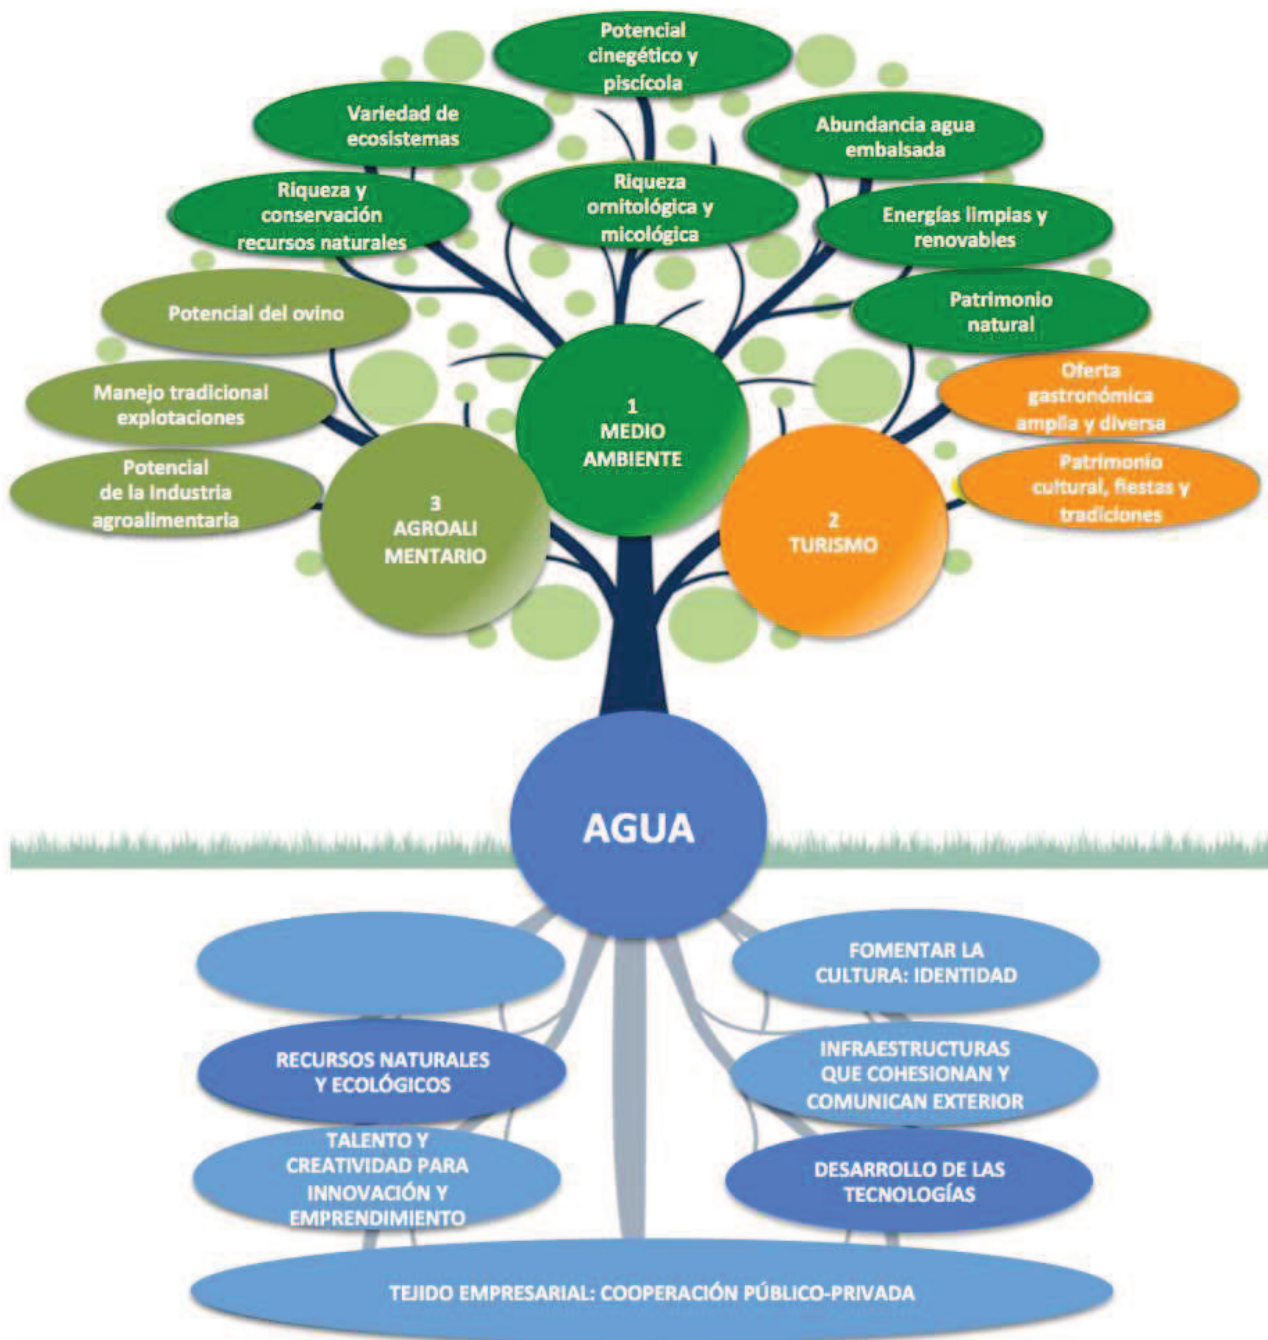 Potencial
cinegético y
piscícola
Variedad de
ecosistemas
Abundancia agua
embalsada
Riqueza y
conservación
recursos naturales
Riqueza
ornitológica y
micológica
Energías limpias y
renovables
Potencial del ovino
Patrimonio
natural
Manejo tradicional
explotaciones
Oferta
gastronómica
amplia y diversa
Potencial
de la Industria
agroalimentaria
Patrimonio
cultural, fiestas y
tradiciones
1
MEDIO
AMBIENTE
3
AGROALI
MENTARIO
2
TURISMO
AGUA
FOMENTAR LA
CULTURA: IDENTIDAD
RECURSOS NATURALES
Y ECOLÓGICOS
INFRAESTRUCTURAS
QUE COHESIONAN Y
COMUNICAN EXTERIOR
TALENTO Y
CREATIVIDAD PARA
INNOVACIÓN Y
EMPRENDIMIENTO
DESARROLLO DE LAS
TECNOLOGÍAS
TEJIDO EMPRESARIAL: COOPERACIÓN PÚBLICO-PRIVADA